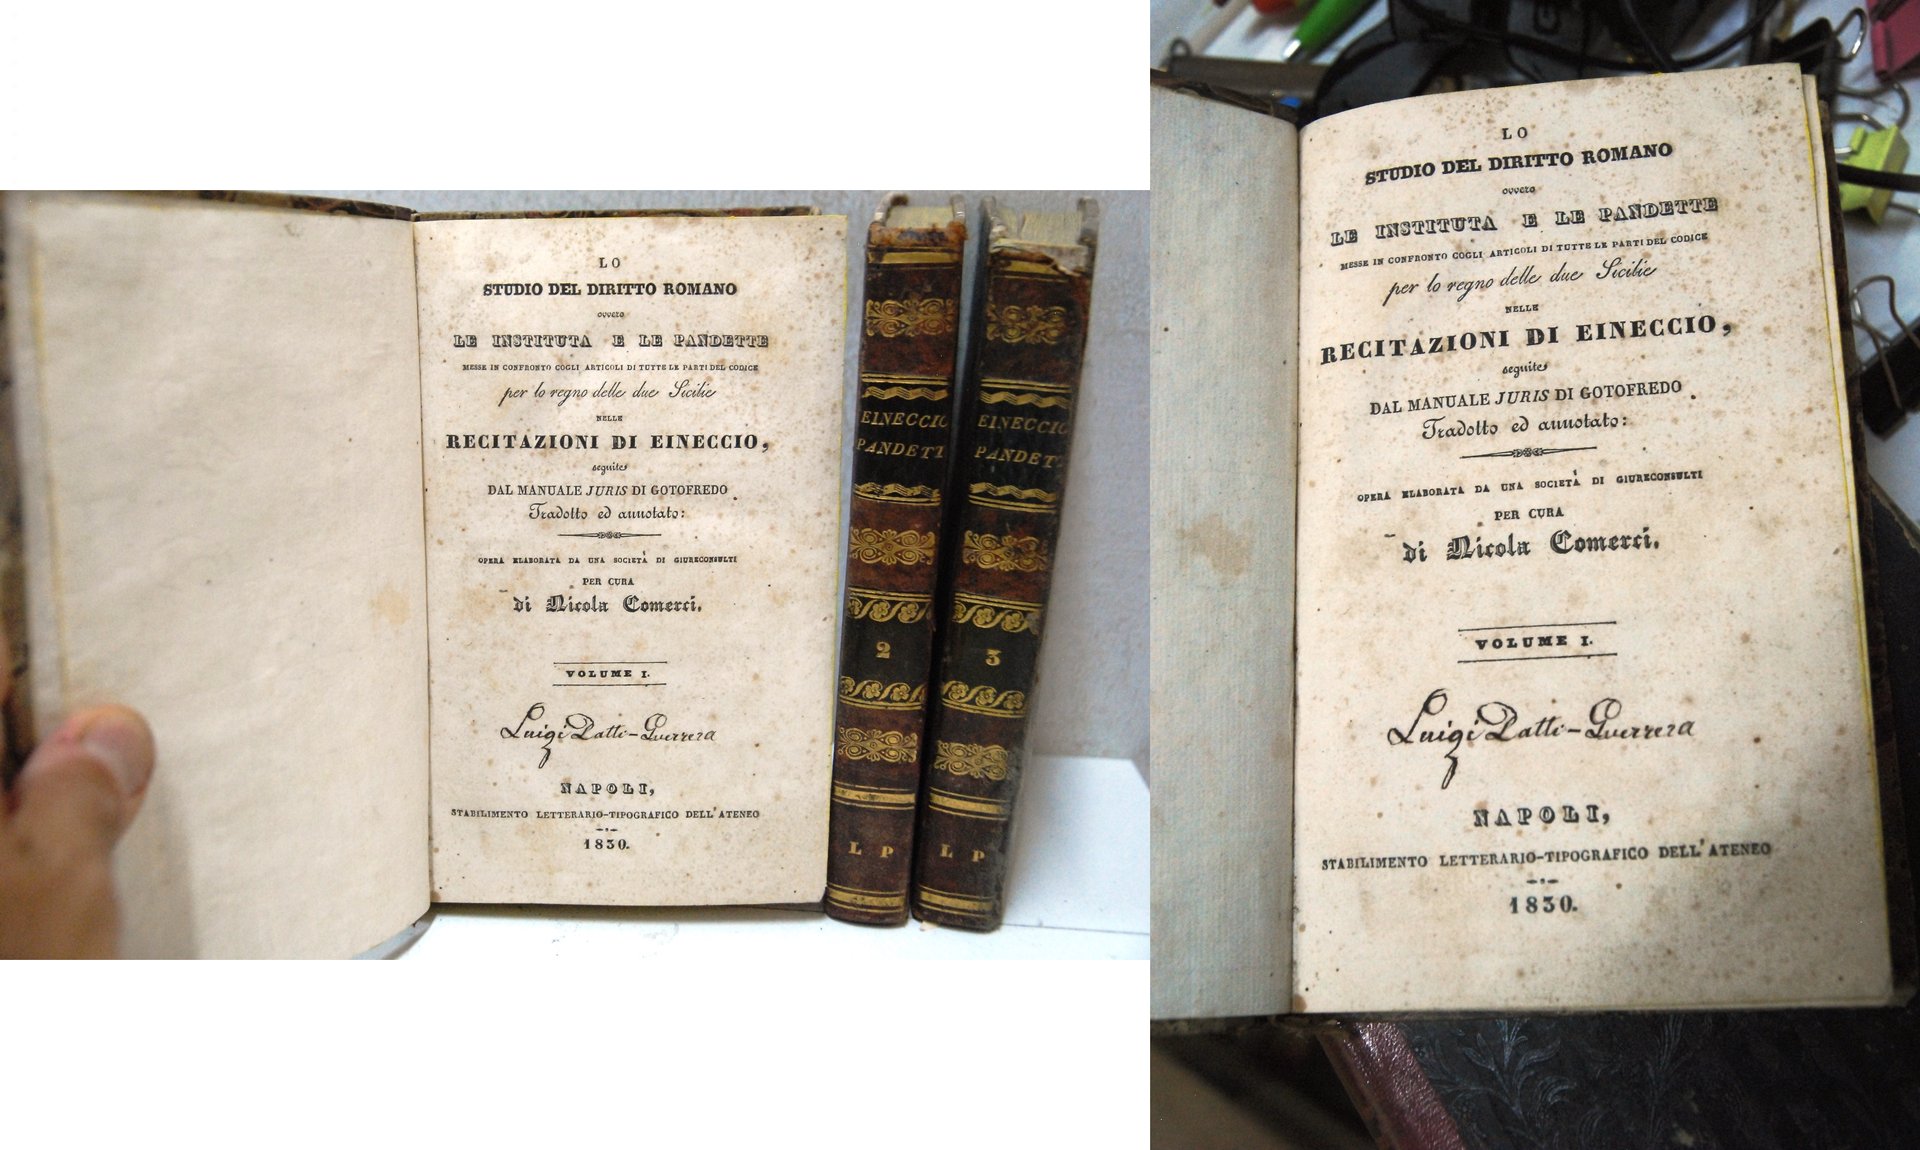 LO
STUDIO DEL DIRITTO ROMANO
ovvero
LE INSTITUTA E LE PANDETTE
MESSE IN CONFRONTO COGLI ARTICOLI DI TUTTE LE PARTI DEL CODICE
per lo regno delle due Sicilie
NELLE
RECITAZIONI DI EINECCIO,
seguite
DAL MANUALE JURIS DI GOTOFREDO
Tradotto ed annotato:
OPERA ELABORATA DA UNA SOCIETÀ DI GIURECONSULTI
PER CURA
di Nicola Comerci.
VOLUME I.
Luigi Patti-Guerrera
NAPOLI,
STABILIMENTO LETTERARIO-TIPOGRAFICO DELL'ATENEO
1830.
EINECCIO
PANDETT
2
L P
EINECCIO
PANDETT
3
L P
LO
STUDIO DEL DIRITTO ROMANO
ovvero
LE INSTITUTA E LE PANDETTE
MESSE IN CONFRONTO COGLI ARTICOLI DI TUTTE LE PARTI DEL CODICE
per lo regno delle due Sicilie
NELLE
RECITAZIONI DI EINECCIO,
seguite
DAL MANUALE JURIS DI GOTOFREDO
Tradotto ed annotato:
OPERA ELABORATA DA UNA SOCIETÀ DI GIURECONSULTI
PER CURA
di Nicola Comerci.
VOLUME I.
Luigi Patti-Guerrera
NAPOLI,
STABILIMENTO LETTERARIO-TIPOGRAFICO DELL'ATENEO
1830.